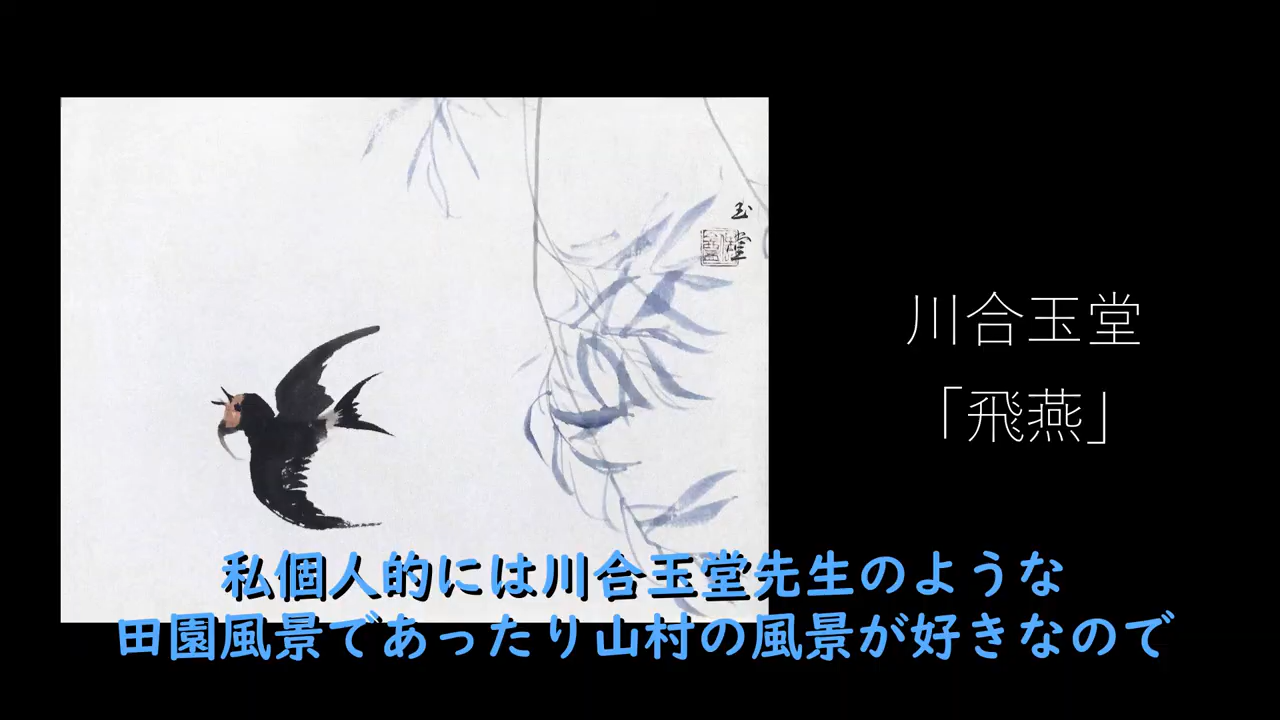 玉堂
川合玉堂
「飛燕」
私個人的には川合玉堂先生のような
田園風景であったり山村の風景が好きなので